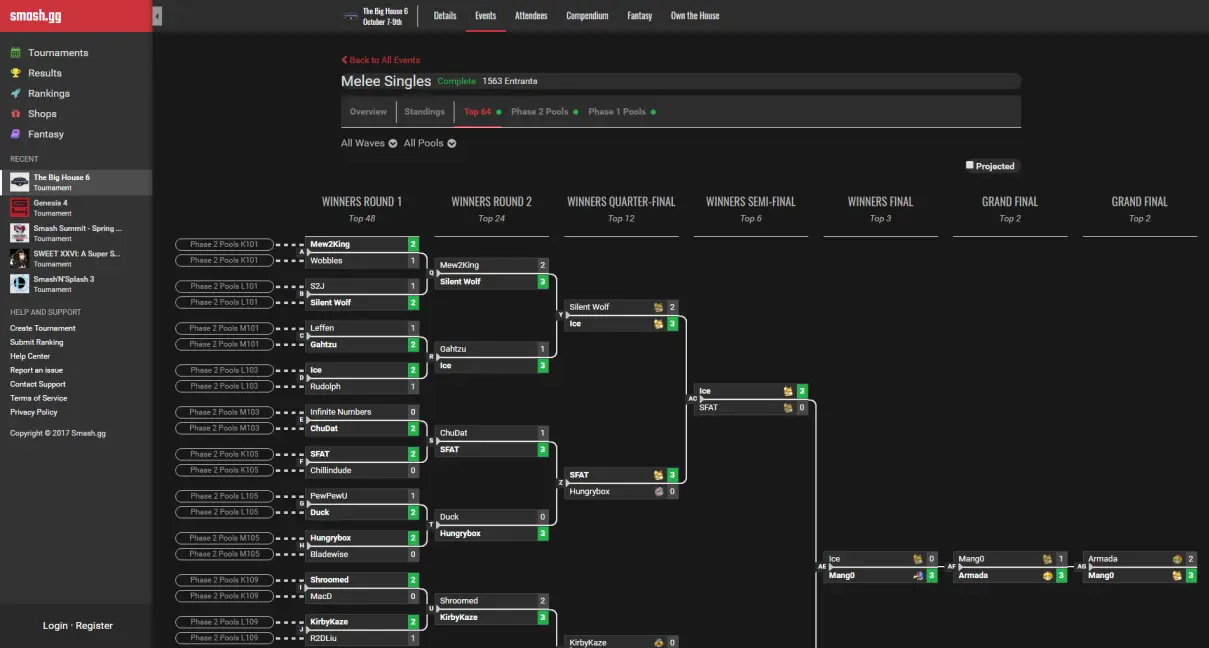 smash.gg
The Big House 6
October 7-9th
Details
Events
Attendees
Compendium
Fantasy
Own the House
Tournaments
Results
Rankings
Shops
Fantasy
RECENT
The Big House 6
Tournament
Genesis 4
Tournament
Smash Summit - Spring ...
Tournament
SWEET XXVI: A Super S...
Tournament
Smash'N'Splash 3
Tournament
HELP AND SUPPORT
Create Tournament
Submit Ranking
Help Center
Report an issue
Contact Support
Terms of Service
Privacy Policy
Copyright © 2017 Smash.gg
Login · Register
Back to All Events
Melee Singles Complete 1563 Entrants
Overview
Standings
Top 64
Phase 2 Pools
Phase 1 Pools
All Waves
All Pools
Projected
WINNERS ROUND 1
Top 48
WINNERS ROUND 2
Top 24
WINNERS QUARTER-FINAL
Top 12
WINNERS SEMI-FINAL
Top 6
WINNERS FINAL
Top 3
GRAND FINAL
Top 2
GRAND FINAL
Top 2
Phase 2 Pools K101
Phase 2 Pools K101
A
Mew2King 2
Wobbles 1
Phase 2 Pools L101
Phase 2 Pools L101
B
S2J 1
Silent Wolf 2
Phase 2 Pools M101
Phase 2 Pools M101
C
Leffen 1
Gahtzu 2
Phase 2 Pools L103
Phase 2 Pools L103
D
Ice 2
Rudolph 1
Phase 2 Pools M103
Phase 2 Pools M103
E
Infinite Numbers 0
ChuDat 2
Phase 2 Pools K105
Phase 2 Pools K105
F
SFAT 2
Chillindude 0
Phase 2 Pools L105
Phase 2 Pools L105
G
PewPewU 1
Duck 2
Phase 2 Pools M105
Phase 2 Pools M105
H
Hungrybox 2
Bladewise 0
Phase 2 Pools K109
Phase 2 Pools K109
I
Shroomed 2
MacD 0
Phase 2 Pools L109
Phase 2 Pools L109
J
KirbyKaze 2
R2DLiu 1
Q
Mew2King 2
Silent Wolf 3
R
Gahtzu 1
Ice 3
S
ChuDat 1
SFAT 3
T
Duck 0
Hungrybox 3
U
Shroomed 2
KirbyKaze 3
Y
Silent Wolf 2
Ice 3
Z
SFAT 3
Hungrybox 0
KirbyKaze 0
AC
Ice 3
SFAT 0
AE
Ice 0
Mang0 3
AF
Mang0 1
Armada 3
AG
Armada 2
Mang0 3